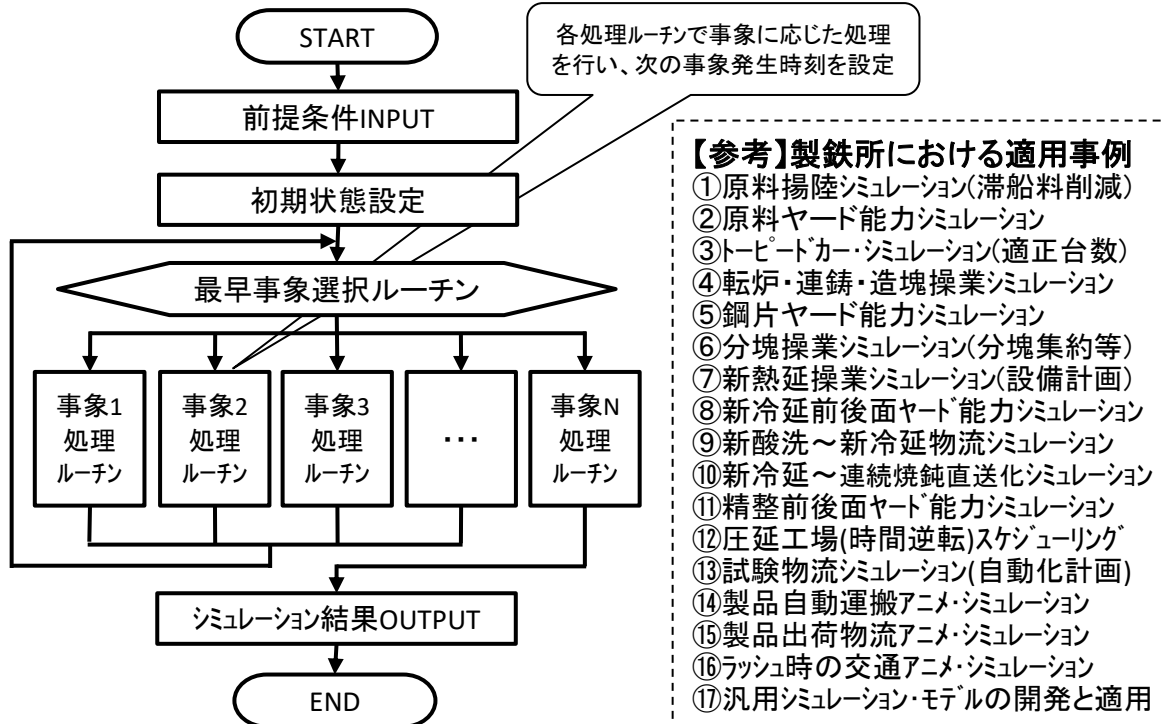 START
各処理ルーチンで事象に応じた処理
を行い、次の事象発生時刻を設定
前提条件INPUT
初期状態設定
最早事象選択ルーチン
事象1
処理
ルーチン
事象2
処理
ルーチン
事象3
処理
ルーチン
・・・
事象N
処理
ルーチン
シミュレーション結果OUTPUT
END
【参考】製鉄所における適用事例
①原料揚陸シミュレーション(滞船料削減)
②原料ヤード能力シミュレーション
③トーピードカー・シミュレーション(適正台数)
④転炉・連鋳・造塊操業シミュレーション
⑤鋼片ヤード能力シミュレーション
⑥分塊操業シミュレーション(分塊集約等)
⑦新熱延操業シミュレーション(設備計画)
⑧新冷延前後面ヤード能力シミュレーション
⑨新酸洗~新冷延物流シミュレーション
⑩新冷延~連続焼鈍直送化シミュレーション
⑪精整前後面ヤード能力シミュレーション
⑫圧延工場(時間逆転)スケジューリング
⑬試験物流シミュレーション(自動化計画)
⑭製品自動運搬アニメ・シミュレーション
⑮製品出荷物流アニメ・シミュレーション
⑯ラッシュ時の交通アニメ・シミュレーション
⑰汎用シミュレーション・モデルの開発と適用